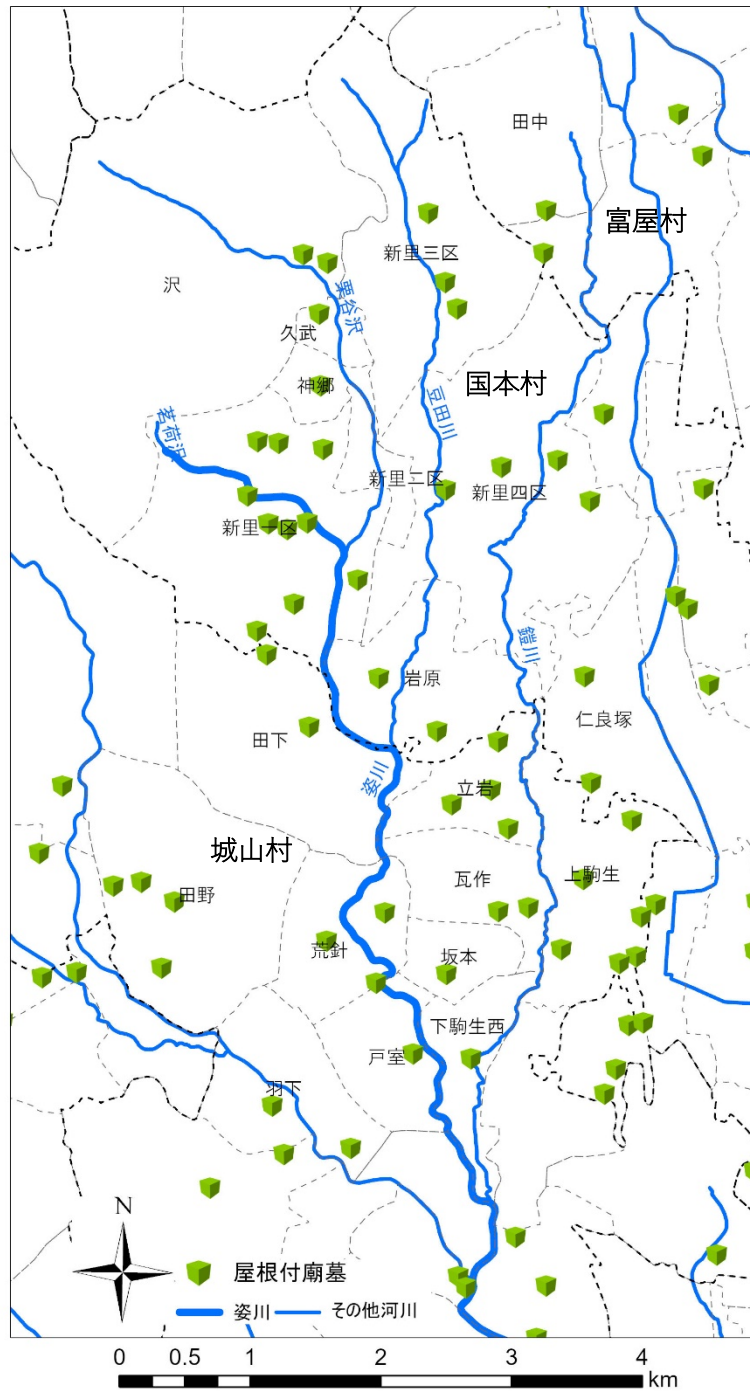 田中
富屋村
新里三区
沢
栗谷沢
久武
神郷
国本村
豆田川
茗荷沢
新里二区
新里四区
新里一区
鎧川
岩原
仁良塚
田下
姿川
立岩
城山村
瓦作
上駒生
田野
荒針
坂本
下駒生西
戸室
羽下
N
屋根付廟墓
姿川 その他河川
0 0.5 1 2 3 4
km